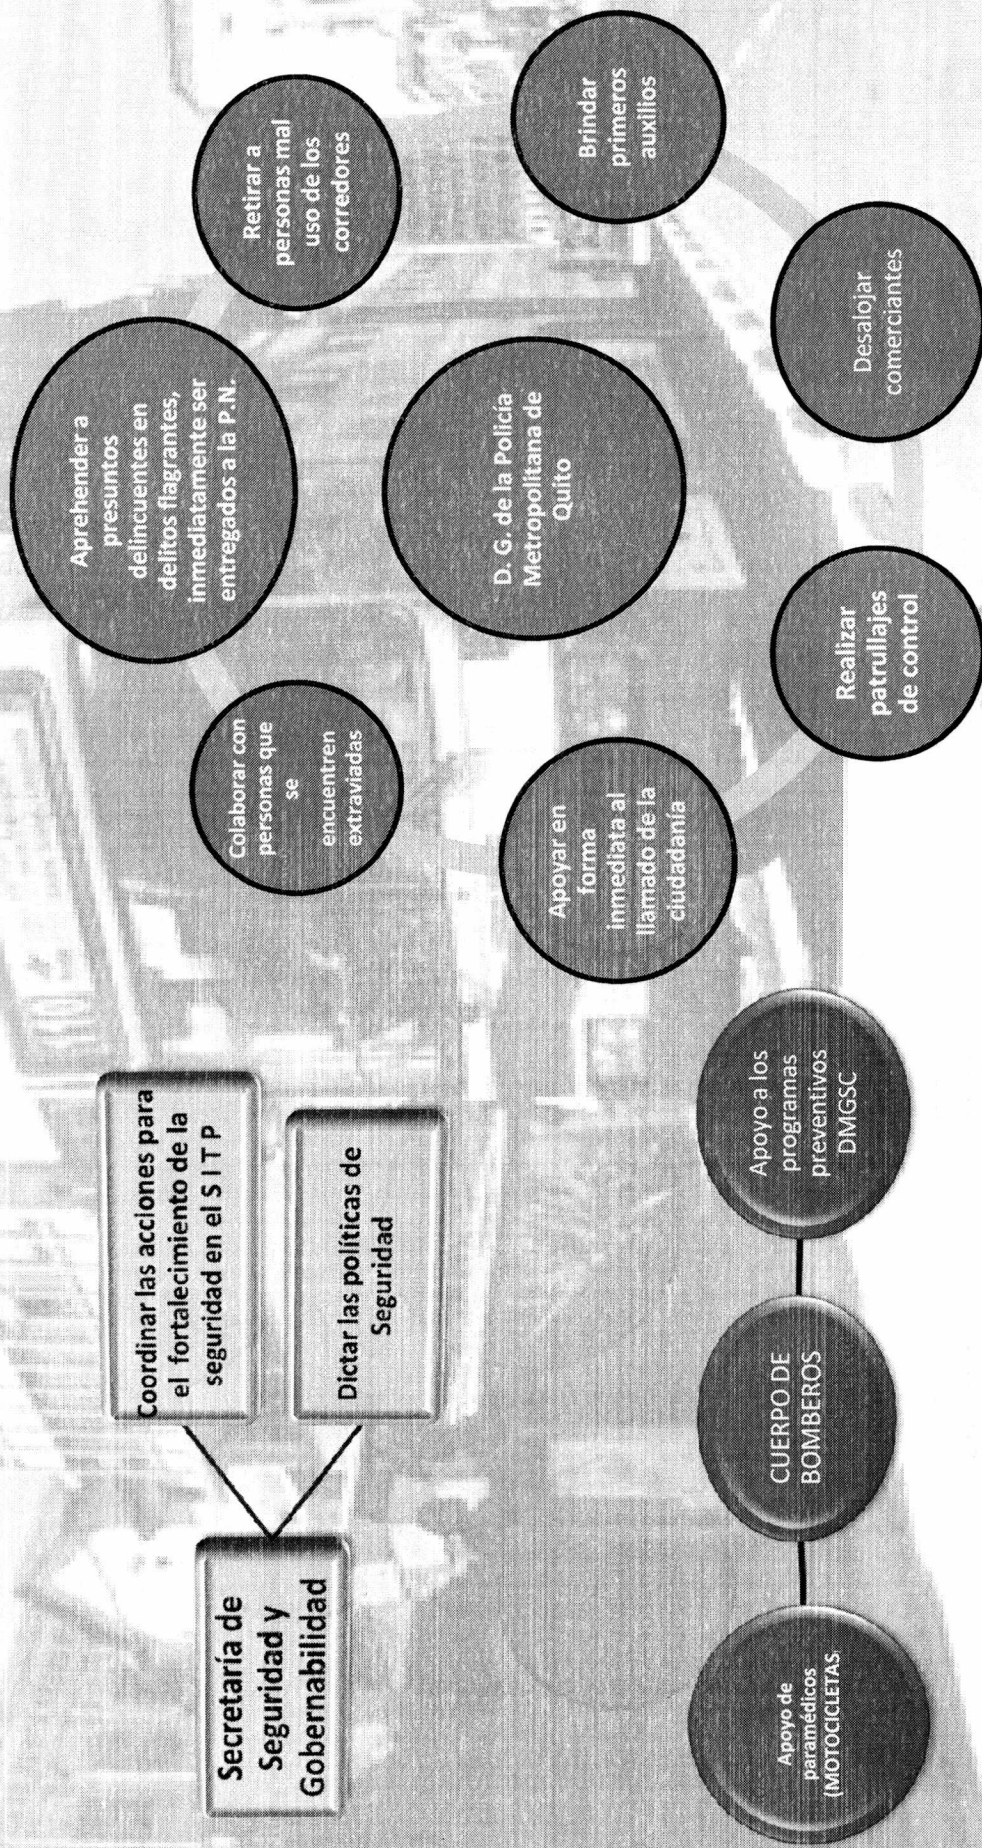 Secretaría de
Seguridad y
Gobernabilidad
Coordinar las acciones para
el fortalecimiento de la
seguridad en el S I T P
Dictar las políticas de
Seguridad
Apoyo de
paramédicos
(MOTOCICLETAS.
CUERPO DE
BOMBEROS
Apoyo a los
programas
preventivos
DMGSC
D. G. de la Policía
Metropolitana de
Quito
Aprehender a
presuntos
delincuentes en
delitos flagrantes,
inmediatamente ser
entregados a la P.N.
Retirar a
personas mal
uso de los
corredores
Brindar
primeros
auxilios
Desalojar
comerciantes
Realizar
patrullajes
de control
Apoyar en
forma
inmediata al
llamado de la
ciudadanía
Colaborar con
personas que
se
encuentren
extraviadas